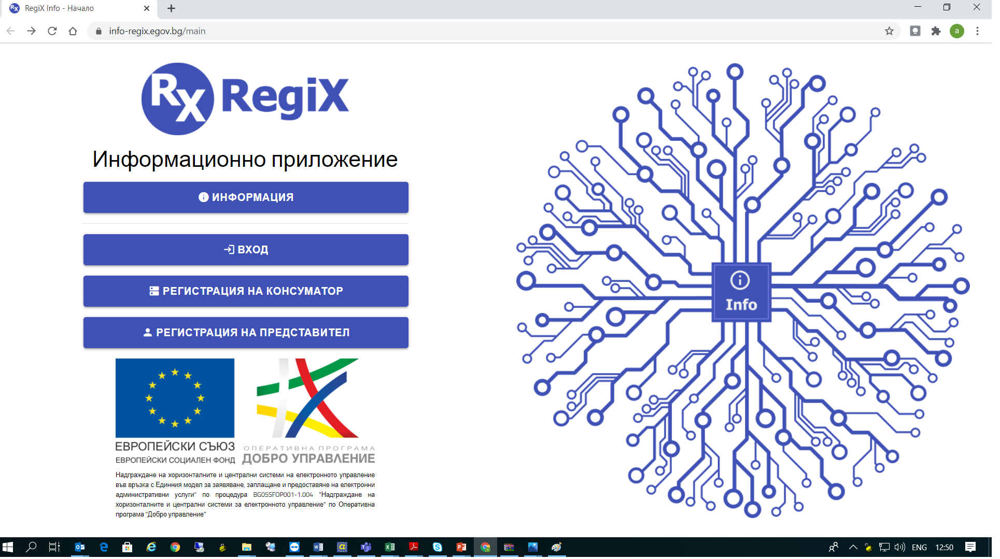 RegiX Info - Начало
info-regix.egov.bg/main
a
Rx RegiX
Информационно приложение
ИНФОРМАЦИЯ
ВХОД
РЕГИСТРАЦИЯ НА КОНСУМАТОР
РЕГИСТРАЦИЯ НА ПРЕДСТАВИТЕЛ
Info
ЕВРОПЕЙСКИ СЪЮЗ
ЕВРОПЕЙСКИ СОЦИАЛЕН ФОНД
ОПЕРАТИВНА ПРОГРАМА
ДОБРО УПРАВЛЕНИЕ
Надграждане на хоризонталните и централни системи на електронното управление
във връзка с Единния модел за заявяване, заплащане и предоставяне на електронни
административни услуги" по процедура BG05SFOP001-1.004 "Надграждане на
хоризонталните и централни системи за електронното управление" по Оперативна
програма "Добро управление"
ENG 12:50